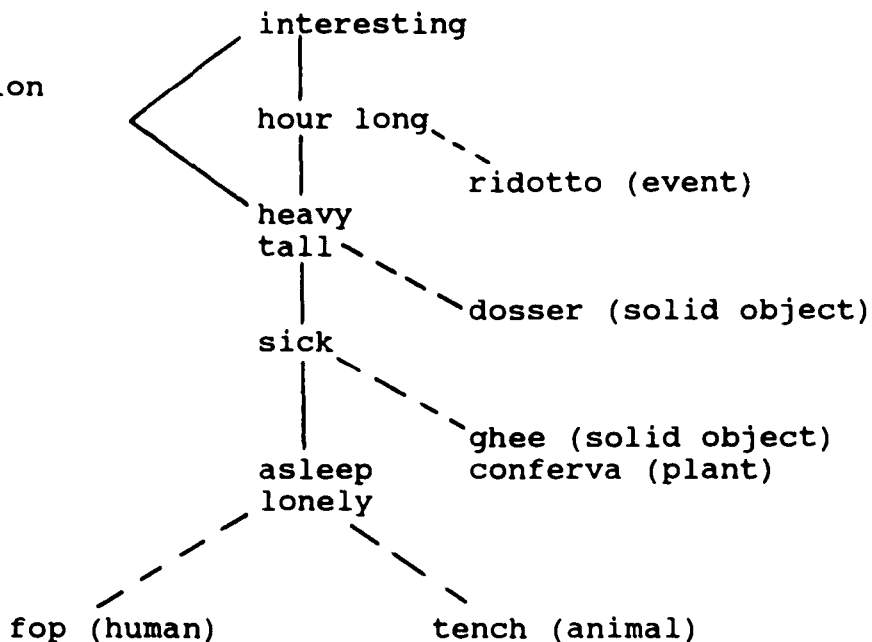 interesting
hour long
ridotto (event)
heavy
tall
dosser (solid object)
sick
ghee (solid object)
asleep conferva (plant)
lonely
fop (human) tench (animal)